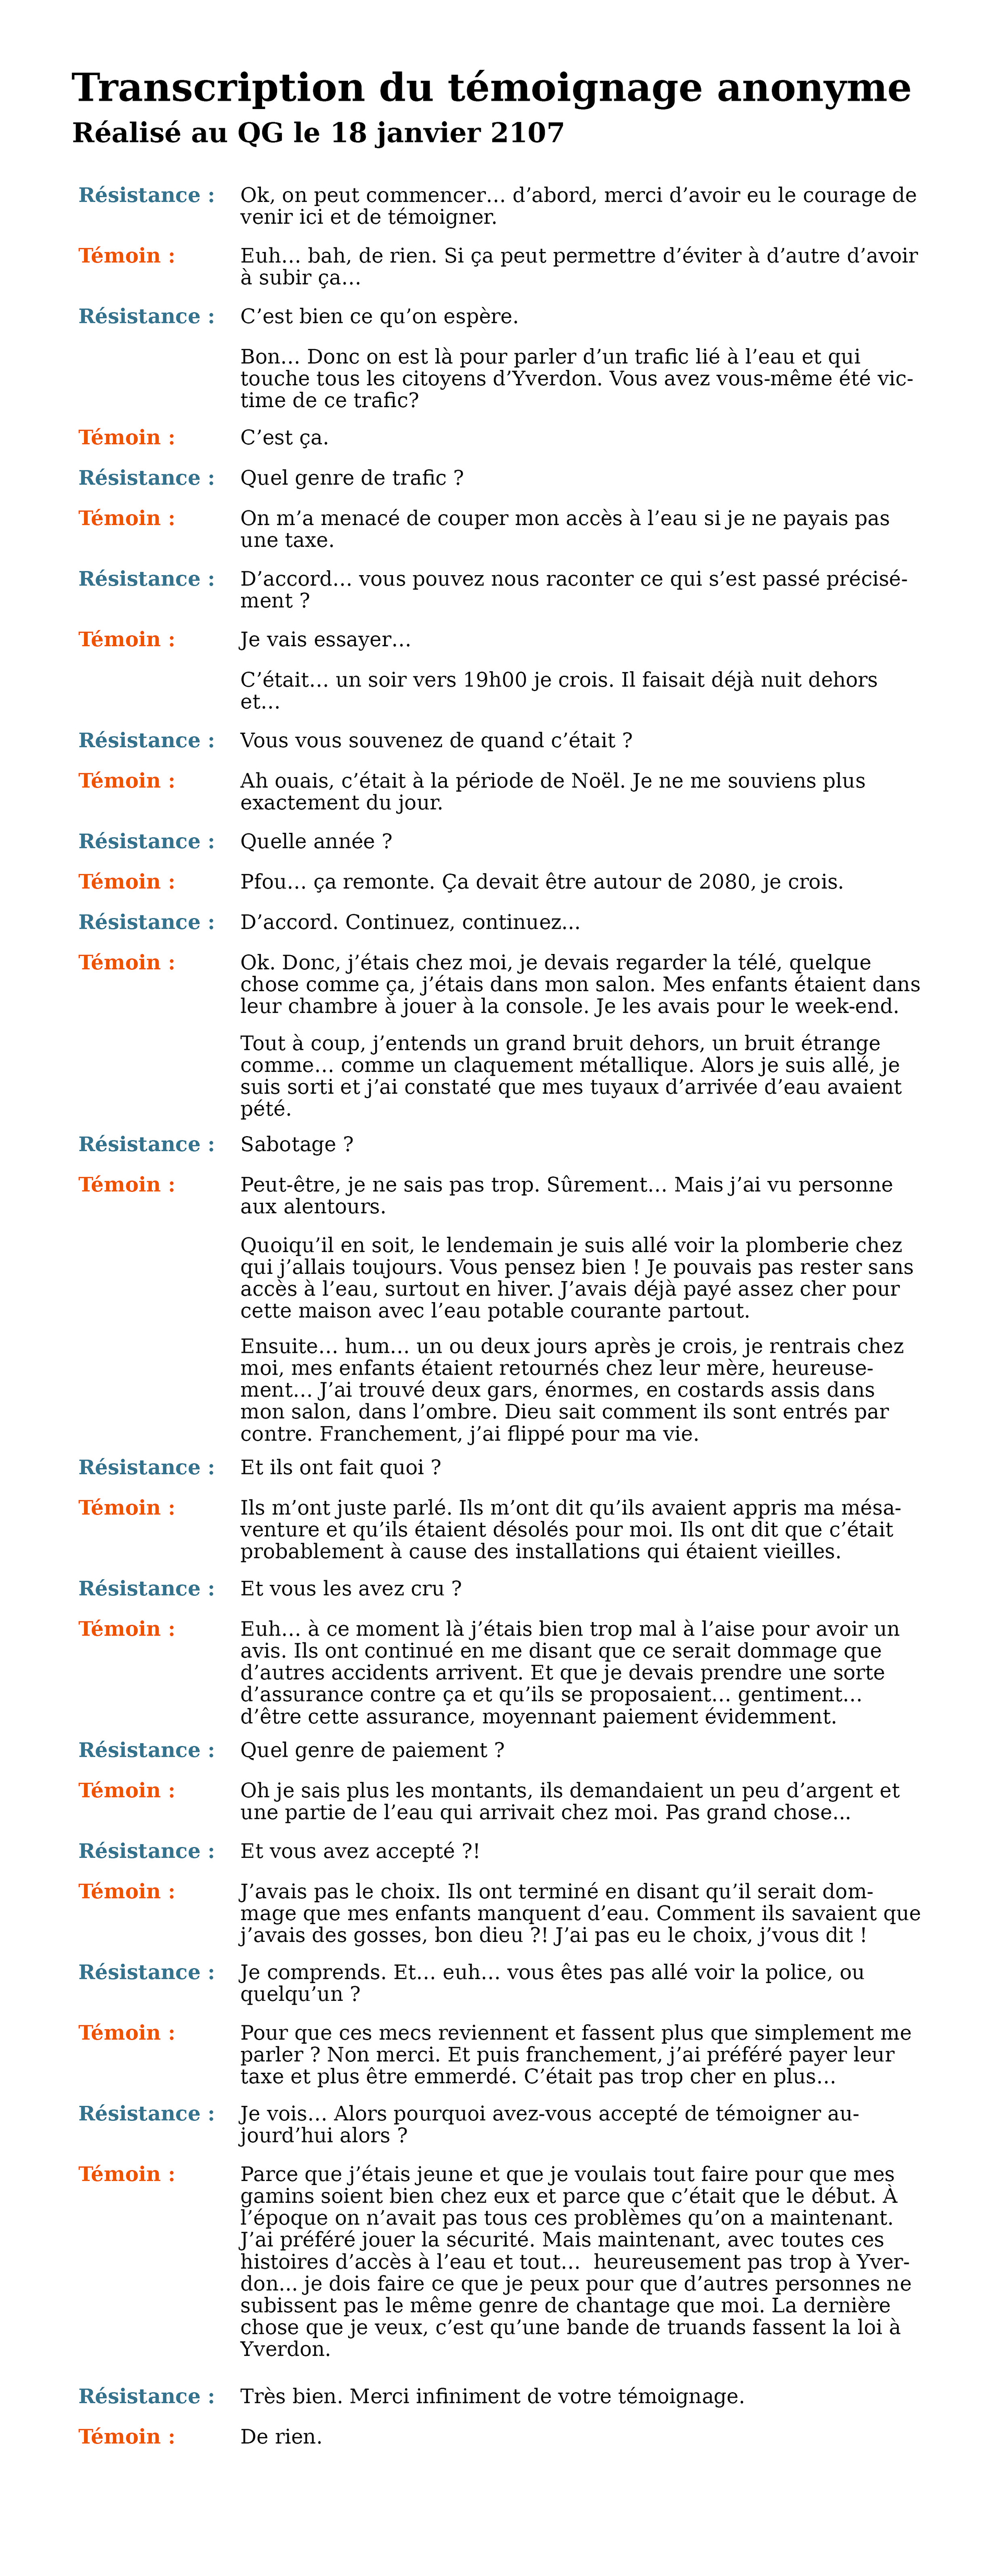 Transcription du témoignage anonyme
Réalisé au QG le 18 janvier 2107
Résistance : Ok, on peut commencer… d’abord, merci d’avoir eu le courage de
venir ici et de témoigner.
Témoin : Euh… bah, de rien. Si ça peut permettre d’éviter à d’autre d’avoir
à subir ça…
Résistance : C’est bien ce qu’on espère.
Bon… Donc on est là pour parler d’un trafic lié à l’eau et qui
touche tous les citoyens d’Yverdon. Vous avez vous-même été vic-
time de ce trafic?
Témoin : C’est ça.
Résistance : Quel genre de trafic ?
Témoin : On m’a menacé de couper mon accès à l’eau si je ne payais pas
une taxe.
Résistance : D’accord… vous pouvez nous raconter ce qui s’est passé précisé-
ment ?
Témoin : Je vais essayer…
C’était… un soir vers 19h00 je crois. Il faisait déjà nuit dehors
et…
Résistance : Vous vous souvenez de quand c’était ?
Témoin : Ah ouais, c’était à la période de Noël. Je ne me souviens plus
exactement du jour.
Résistance : Quelle année ?
Témoin : Pfou… ça remonte. Ça devait être autour de 2080, je crois.
Résistance : D’accord. Continuez, continuez…
Témoin : Ok. Donc, j’étais chez moi, je devais regarder la télé, quelque
chose comme ça, j’étais dans mon salon. Mes enfants étaient dans
leur chambre à jouer à la console. Je les avais pour le week-end.
Tout à coup, j’entends un grand bruit dehors, un bruit étrange
comme… comme un claquement métallique. Alors je suis allé, je
suis sorti et j’ai constaté que mes tuyaux d’arrivée d’eau avaient
pété.
Résistance : Sabotage ?
Témoin : Peut-être, je ne sais pas trop. Sûrement… Mais j’ai vu personne
aux alentours.
Quoiqu’il en soit, le lendemain je suis allé voir la plomberie chez
qui j’allais toujours. Vous pensez bien ! Je pouvais pas rester sans
accès à l’eau, surtout en hiver. J’avais déjà payé assez cher pour
cette maison avec l’eau potable courante partout.
Ensuite… hum… un ou deux jours après je crois, je rentrais chez
moi, mes enfants étaient retournés chez leur mère, heureuse-
ment… J’ai trouvé deux gars, énormes, en costards assis dans
mon salon, dans l’ombre. Dieu sait comment ils sont entrés par
contre. Franchement, j’ai flippé pour ma vie.
Résistance : Et ils ont fait quoi ?
Témoin : Ils m’ont juste parlé. Ils m’ont dit qu’ils avaient appris ma mésa-
venture et qu’ils étaient désolés pour moi. Ils ont dit que c’était
probablement à cause des installations qui étaient vieilles.
Résistance : Et vous les avez cru ?
Témoin : Euh… à ce moment là j’étais bien trop mal à l’aise pour avoir un
avis. Ils ont continué en me disant que ce serait dommage que
d’autres accidents arrivent. Et que je devais prendre une sorte
d’assurance contre ça et qu’ils se proposaient… gentiment…
d’être cette assurance, moyennant paiement évidemment.
Résistance : Quel genre de paiement ?
Témoin : Oh je sais plus les montants, ils demandaient un peu d’argent et
une partie de l’eau qui arrivait chez moi. Pas grand chose...
Résistance : Et vous avez accepté ?!
Témoin : J’avais pas le choix. Ils ont terminé en disant qu’il serait dom-
mage que mes enfants manquent d’eau. Comment ils savaient que
j’avais des gosses, bon dieu ?! J’ai pas eu le choix, j’vous dit !
Résistance : Je comprends. Et… euh… vous êtes pas allé voir la police, ou
quelqu’un ?
Témoin : Pour que ces mecs reviennent et fassent plus que simplement me
parler ? Non merci. Et puis franchement, j’ai préféré payer leur
taxe et plus être emmerdé. C’était pas trop cher en plus…
Résistance : Je vois… Alors pourquoi avez-vous accepté de témoigner au-
jourd’hui alors ?
Témoin : Parce que j’étais jeune et que je voulais tout faire pour que mes
gamins soient bien chez eux et parce que c’était que le début. À
l’époque on n’avait pas tous ces problèmes qu’on a maintenant.
J’ai préféré jouer la sécurité. Mais maintenant, avec toutes ces
histoires d’accès à l’eau et tout…  heureusement pas trop à Yver-
don... je dois faire ce que je peux pour que d’autres personnes ne
subissent pas le même genre de chantage que moi. La dernière
chose que je veux, c’est qu’une bande de truands fassent la loi à
Yverdon.
Résistance : Très bien. Merci infiniment de votre témoignage.
Témoin : De rien.